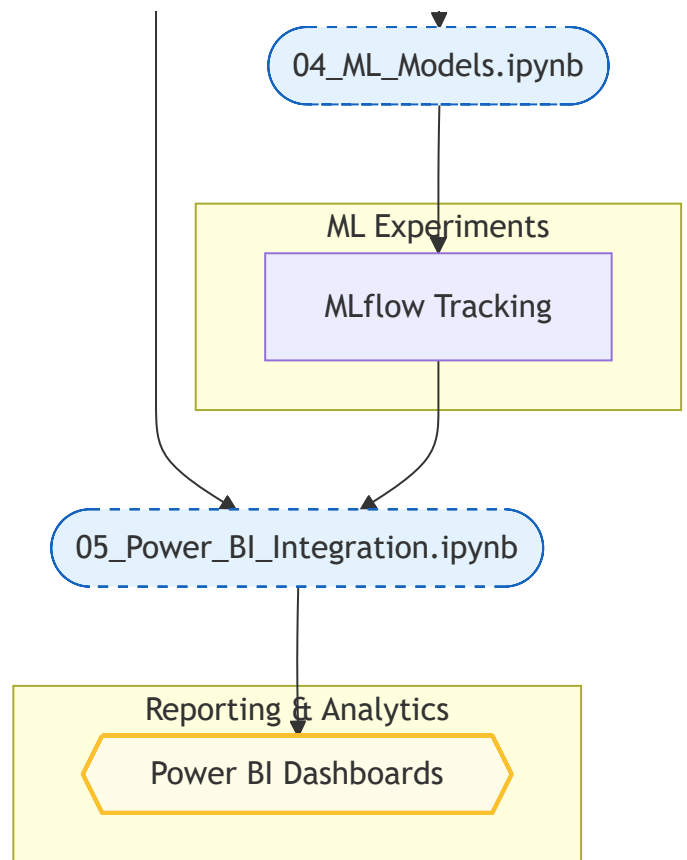 04_ML_Models.ipynb
ML Experiments
MLflow Tracking
05_Power_BI_Integration.ipynb
Reporting & Analytics
Power BI Dashboards